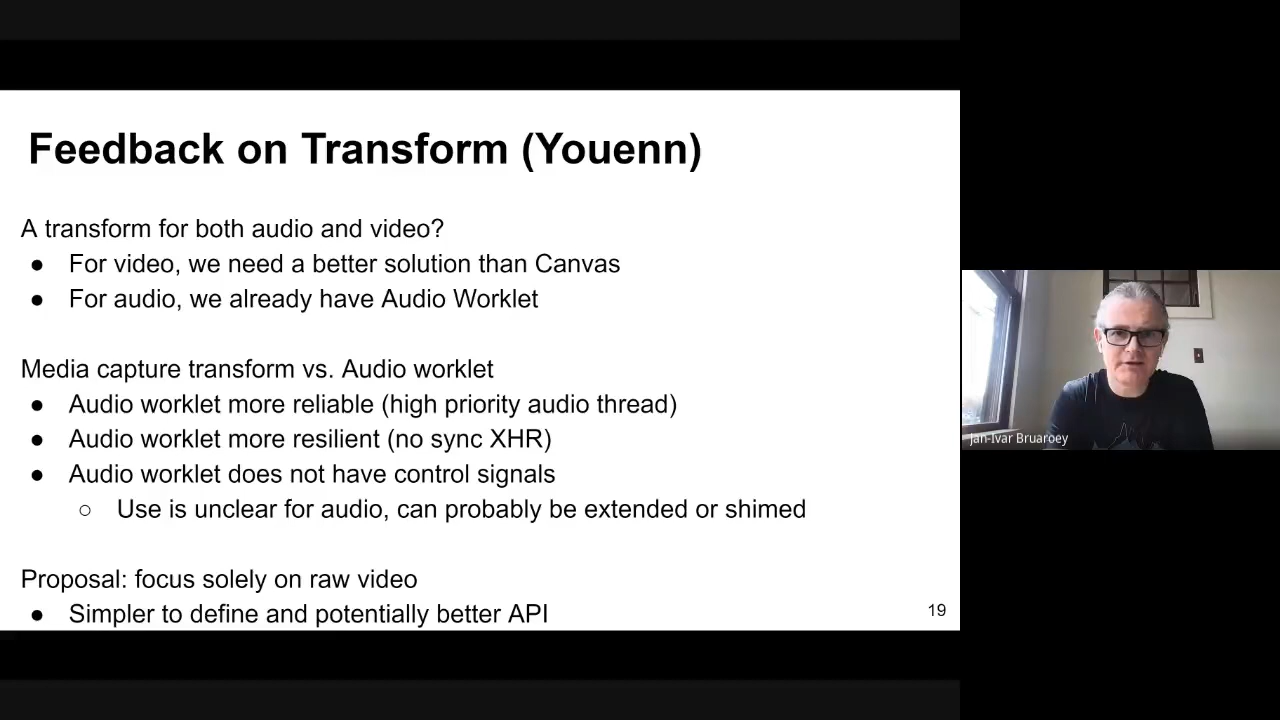 Feedback on Transform (Youenn)
A transform for both audio and video?
● For video, we need a better solution than Canvas
● For audio, we already have Audio Worklet
Media capture transform vs. Audio worklet
● Audio worklet more reliable (high priority audio thread)
● Audio worklet more resilient (no sync XHR)
● Audio worklet does not have control signals
○ Use is unclear for audio, can probably be extended or shimed
Proposal: focus solely on raw video
● Simpler to define and potentially better API
19
Jan-Ivar Bruaroey